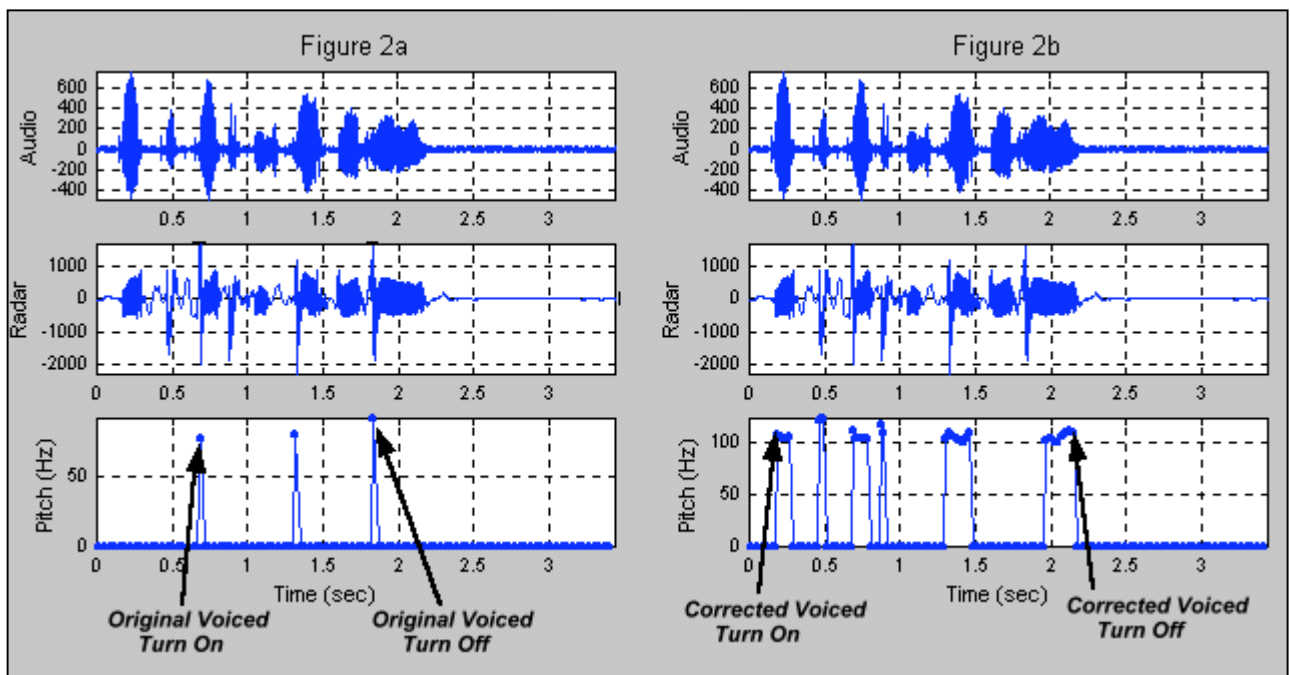 Figure 2a
Audio
600
400
200
0
-200
-400
0.5 1 1.5 2 2.5 3
Radar
1000
0
-1000
-2000
0 0.5 1 1.5 2 2.5 3
Pitch (Hz)
50
0
0 0.5 1 1.5 2 2.5 3
Time (sec)
Original Voiced
Turn On
Original Voiced
Turn Off
Figure 2b
Audio
600
400
200
0
-200
-400
0.5 1 1.5 2 2.5 3
Radar
1000
0
-1000
-2000
0 0.5 1 1.5 2 2.5 3
Pitch (Hz)
100
50
0
0 0.5 1 1.5 2 2.5 3
Time (sec)
Corrected Voiced
Turn On
Corrected Voiced
Turn Off